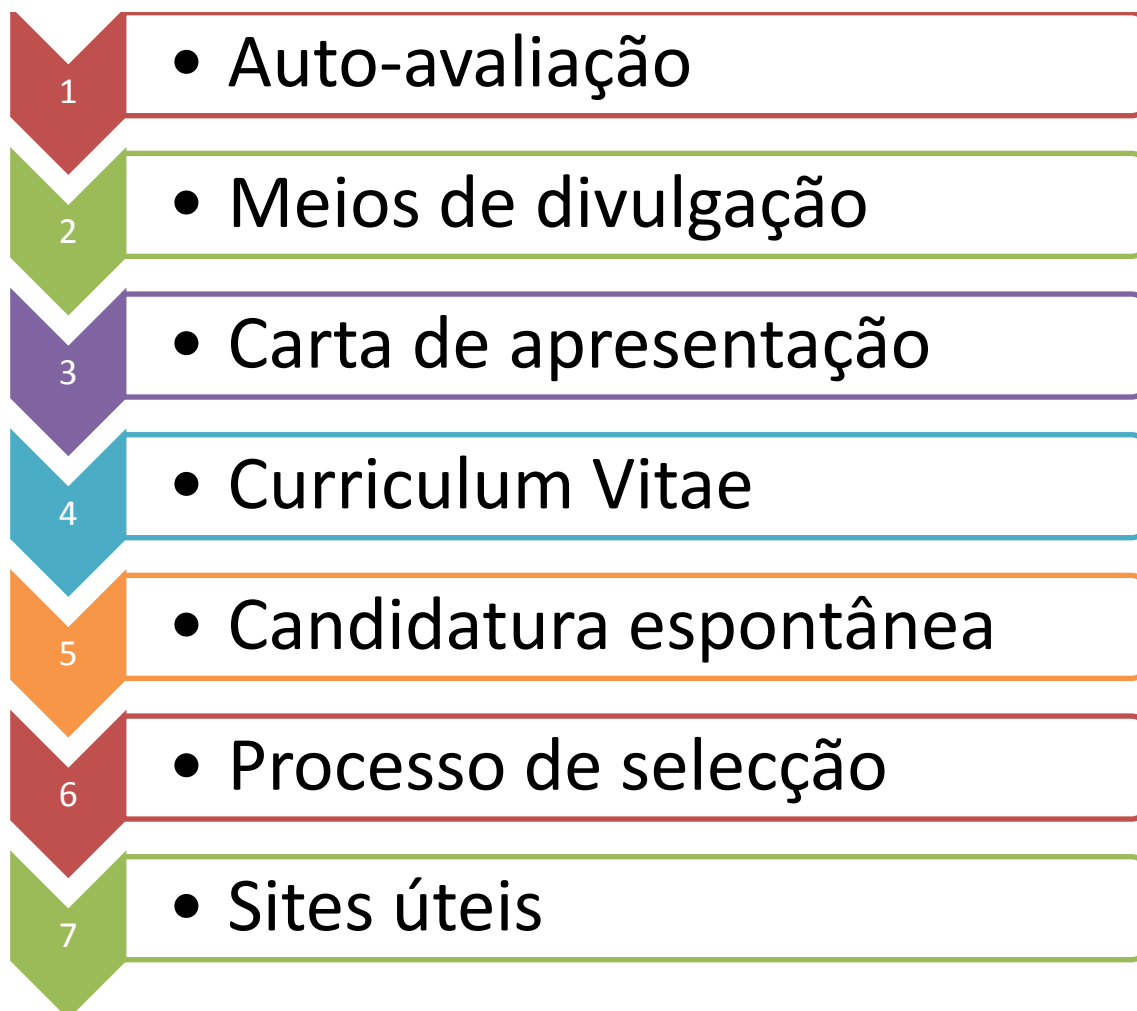 1 • Auto-avaliação
2 • Meios de divulgação
3 • Carta de apresentação
4 • Curriculum Vitae
5 • Candidatura espontânea
6 • Processo de selecção
7 • Sites úteis